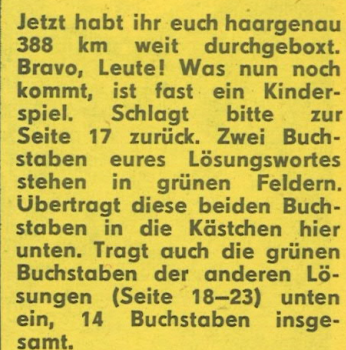 Jetzt habt ihr euch haargenau
388 km weit durchgeboxt.
Bravo, Leute! Was nun noch
kommt, ist fast ein Kinder-
spiel. Schlagt bitte zur
Seite 17 zurück. Zwei Buch-
staben eures Lösungswortes
stehen in grünen Feldern.
Übertragt diese beiden Buch-
staben in die Kästchen hier
unten. Tragt auch die grünen
Buchstaben der anderen Lö-
sungen (Seite 18–23) unten
ein, 14 Buchstaben insge-
samt.